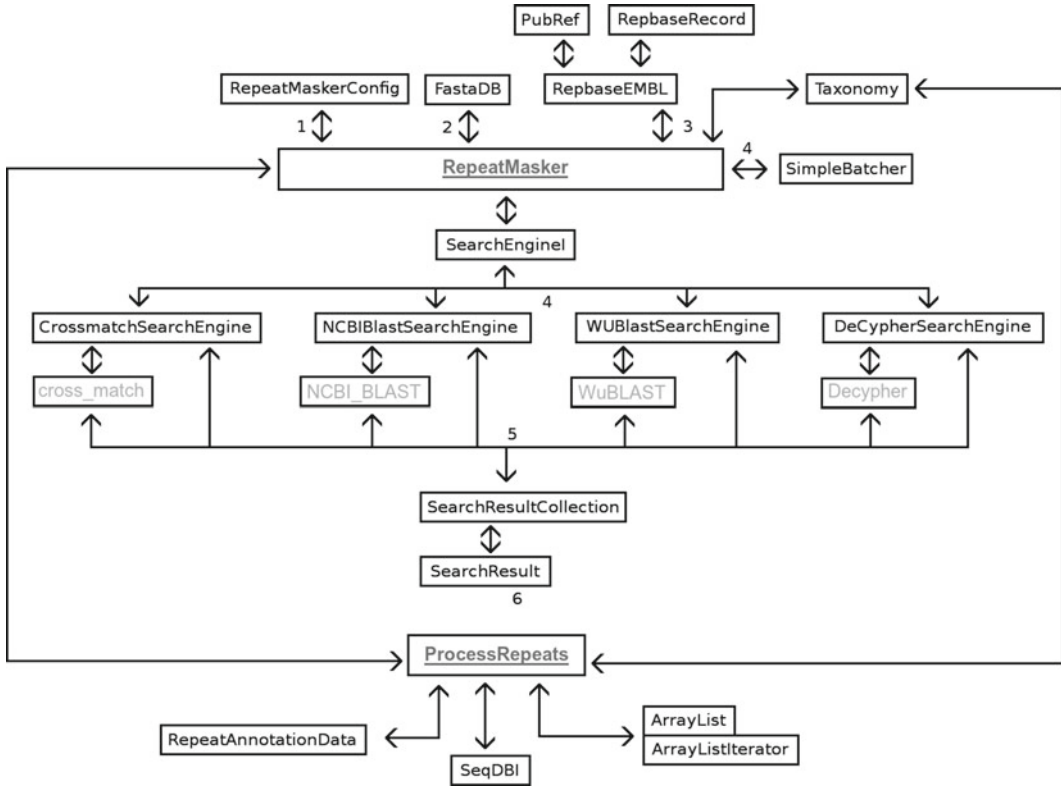 PubRef
RepbaseRecord
RepeatMaskerConfig
FastaDB
RepbaseEMBL
Taxonomy
1
2
3
4
RepeatMasker
SimpleBatcher
SearchEngineI
4
CrossmatchSearchEngine
NCBIBlastSearchEngine
WUBlastSearchEngine
DeCypherSearchEngine
cross_match
NCBI_BLAST
WuBLAST
Decypher
5
SearchResultCollection
SearchResult
6
ProcessRepeats
RepeatAnnotationData
SeqDBI
ArrayList
ArrayListIterator